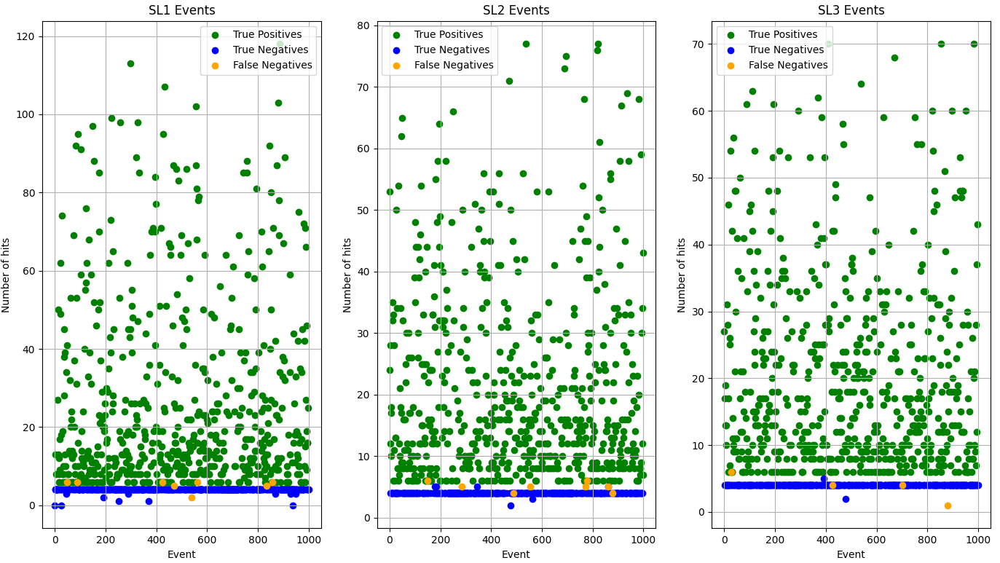 SL1 Events
True Positives
True Negatives
False Negatives
Number of hits
120
100
80
60
40
20
0
0 200 400 600 800 1000
Event
SL2 Events
True Positives
True Negatives
False Negatives
Number of hits
80
70
60
50
40
30
20
10
0
0 200 400 600 800 1000
Event
SL3 Events
True Positives
True Negatives
False Negatives
Number of hits
70
60
50
40
30
20
10
0
0 200 400 600 800 1000
Event